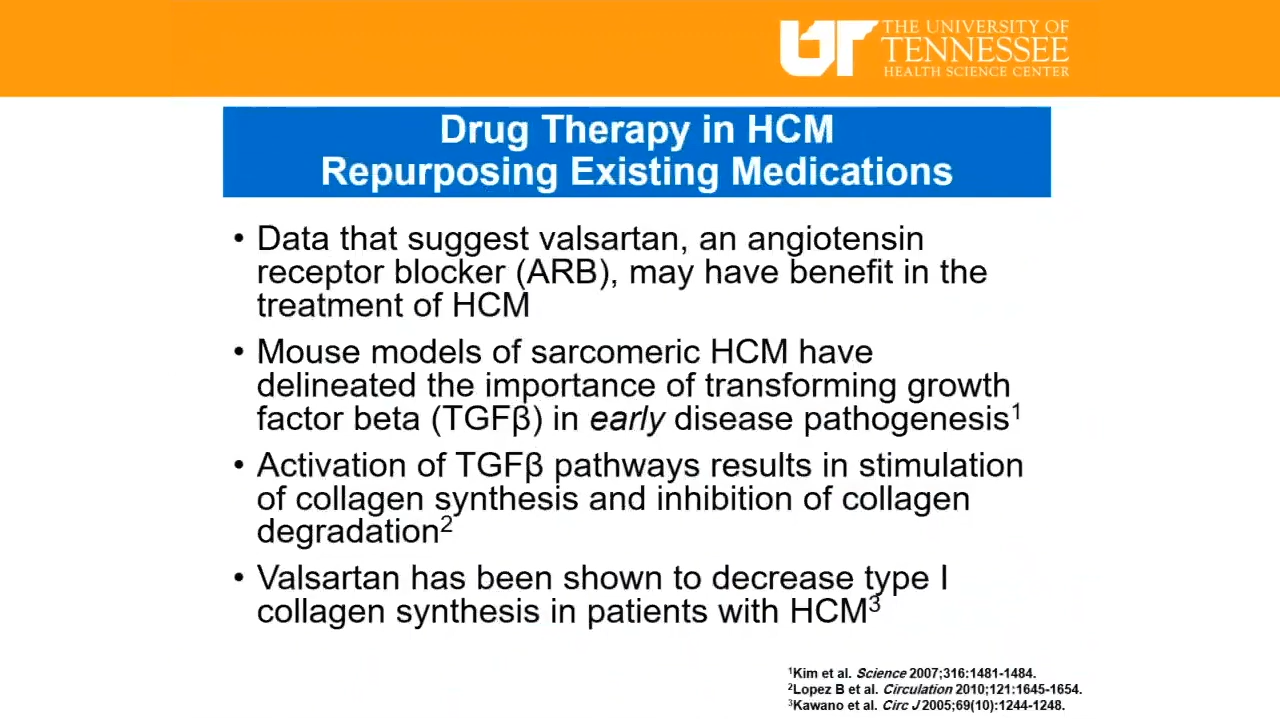 THE UNIVERSITY OF
UT TENNESSEE
HEALTH SCIENCE CENTER
Drug Therapy in HCM
Repurposing Existing Medications
• Data that suggest valsartan, an angiotensin
receptor blocker (ARB), may have benefit in the
treatment of HCM
• Mouse models of sarcomeric HCM have
delineated the importance of transforming growth
factor beta (TGFβ) in early disease pathogenesis¹
• Activation of TGFβ pathways results in stimulation
of collagen synthesis and inhibition of collagen
degradation²
• Valsartan has been shown to decrease type I
collagen synthesis in patients with HCM³
¹Kim et al. Science 2007;316:1481-1484.
²Lopez B et al. Circulation 2010;121:1645-1654.
³Kawano et al. Circ J 2005;69(10):1244-1248.